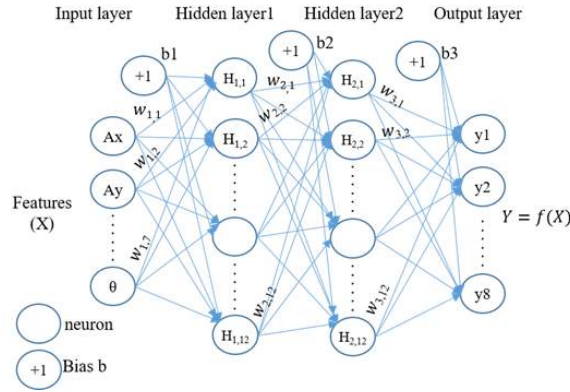 Input layer
Hidden layer1
Hidden layer2
Output layer
b1
b2
b3
+1
+1
+1
H1,1
w2,1
H2,1
w3,1
w1,1
w2,2
Ax
H1,2
H2,2
w3,2
y1
w1,2
Ay
y2
Features
(X)
Y = f(X)
w1,7
θ
w2,12
w3,12
y8
H1,12
H2,12
neuron
+1
Bias b